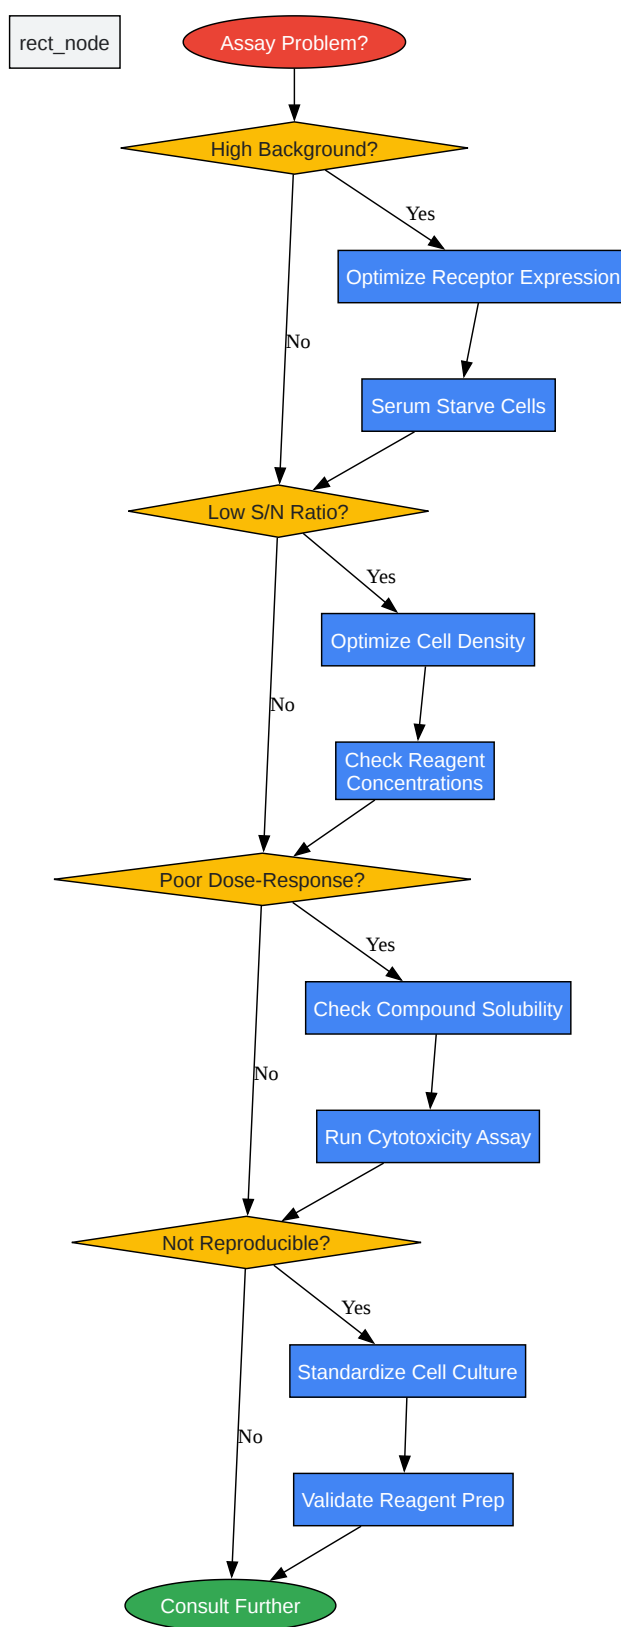 rect_node
Assay Problem?
High Background?
Yes
Optimize Receptor Expression
No
Serum Starve Cells
Low S/N Ratio?
Yes
Optimize Cell Density
No
Check Reagent
Concentrations
Poor Dose-Response?
Yes
Check Compound Solubility
No
Run Cytotoxicity Assay
Not Reproducible?
Yes
Standardize Cell Culture
No
Validate Reagent Prep
Consult Further